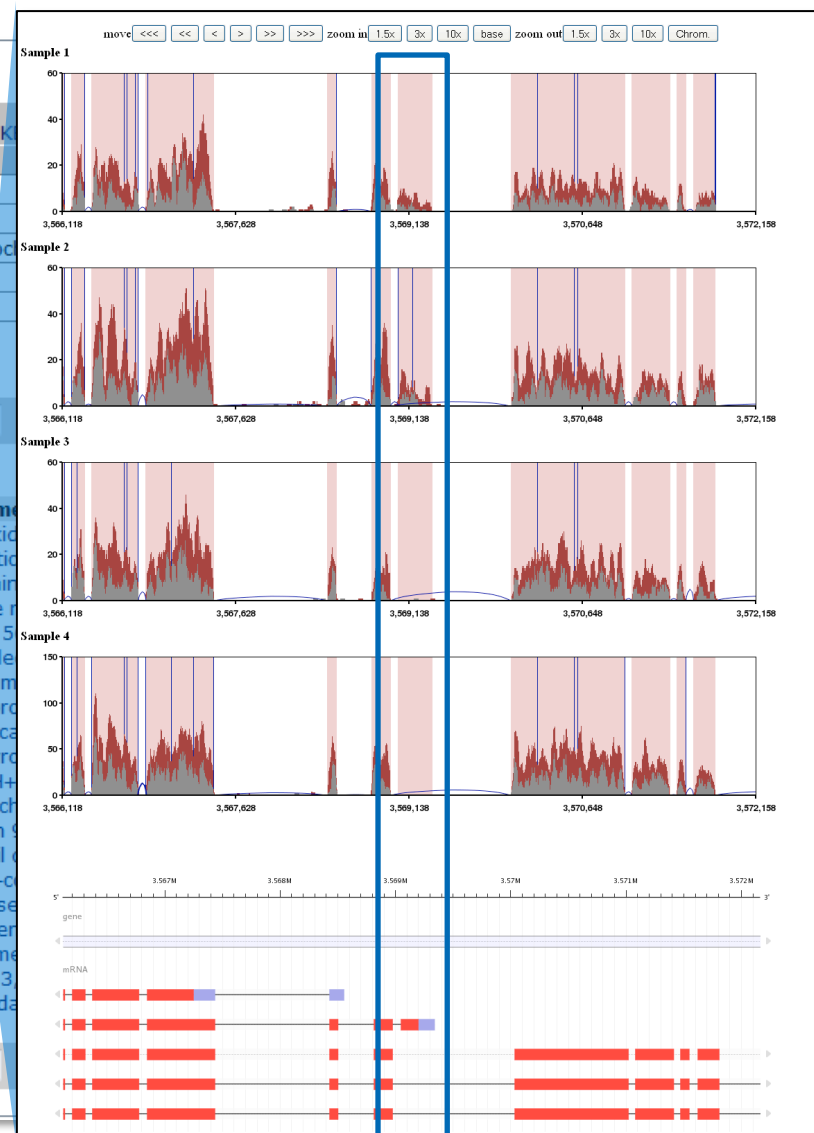 move <<< << < > >> >>> zoom in 1.5x 3x 10x base zoom out 1.5x 3x 10x Chrom.
Sample 1
60
40
20
0
3,566,118 3,567,628 3,569,138 3,570,648 3,572,158
Sample 2
60
40
20
0
3,566,118 3,567,628 3,569,138 3,570,648 3,572,158
Sample 3
60
40
20
0
3,566,118 3,567,628 3,569,138 3,570,648 3,572,158
Sample 4
150
100
50
0
3,566,118 3,567,628 3,569,138 3,570,648 3,572,158
3.567M 3.568M 3.569M 3.57M 3.571M 3.572M
5' 3'
gene
mRNA